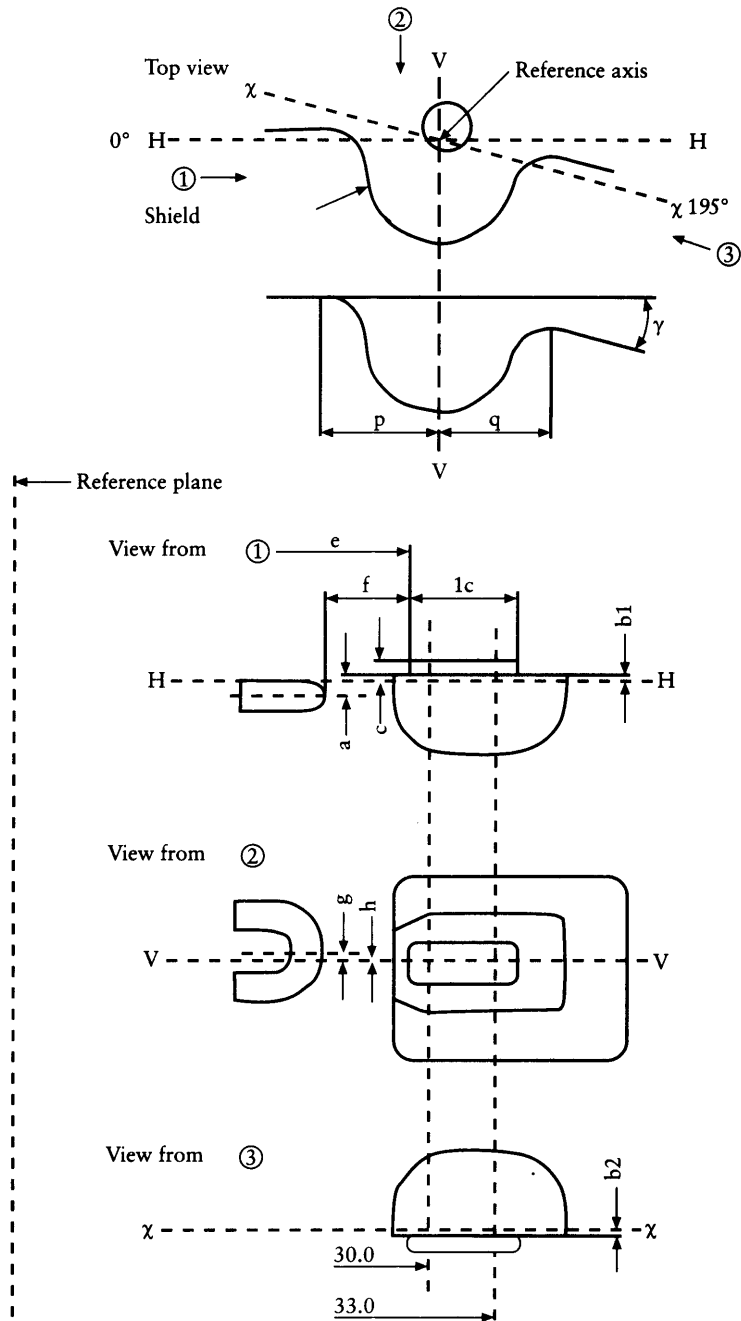 ②
V
Top view
Reference axis
χ
0° H
H
①
Shield
χ 195°
③
γ
p
q
V
Reference plane
View from ①
e
f
1c
b1
H
H
a
c
View from ②
g
h
V
V
View from ③
b2
χ
χ
30.0
33.0